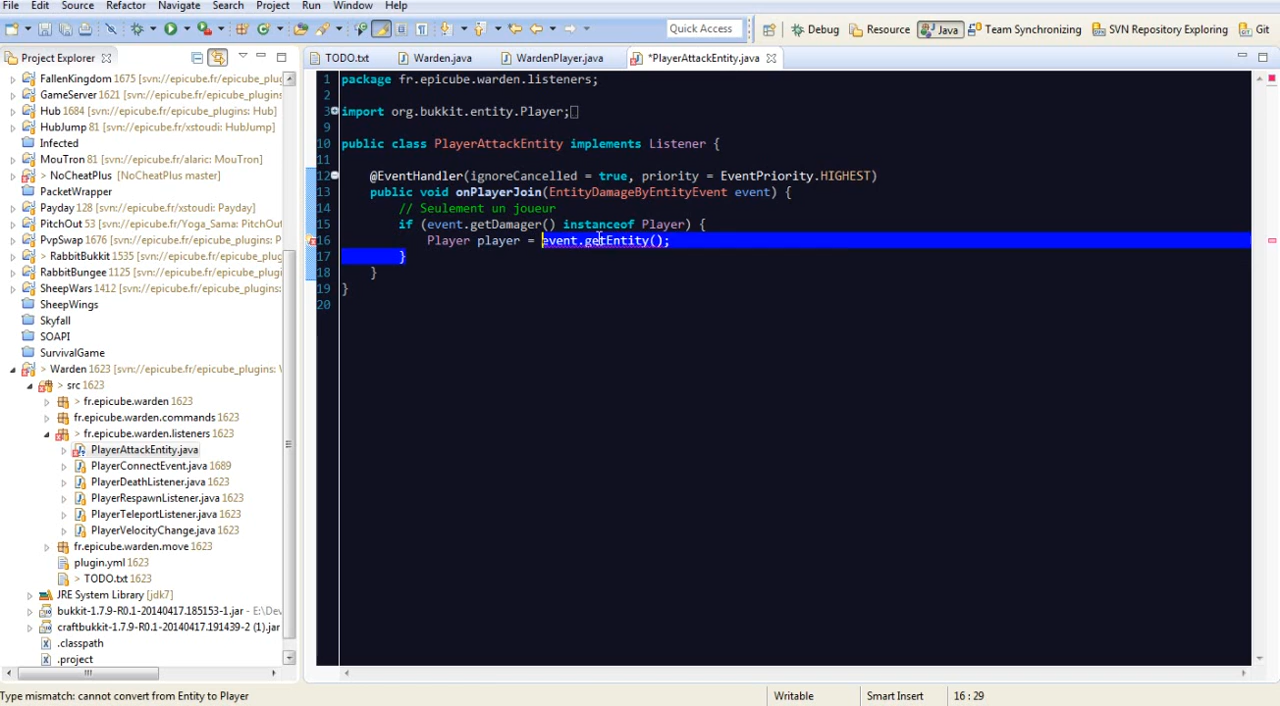 File Edit Source Refactor Navigate Search Project Run Window Help
Quick Access Debug Resource Java Team Synchronizing SVN Repository Exploring Git
Project Explorer
TODO.txt Warden.java WardenPlayer.java *PlayerAttackEntity.java
FallenKingdom 1675 [svn://epicube.fr/epicube_plugins:
GameServer 1621 [svn://epicube.fr/epicube_plugins:
Hub 1684 [svn://epicube.fr/epicube_plugins: Hub]
HubJump 81 [svn://epicube.fr/xstoudi: HubJump]
Infected
MouTron 81 [svn://epicube.fr/alaric: MouTron]
> NoCheatPlus [NoCheatPlus master]
PacketWrapper
Payday 128 [svn://epicube.fr/xstoudi: Payday]
PitchOut 53 [svn://epicube.fr/Yoga_Sama: PitchOut]
PvpSwap 1676 [svn://epicube.fr/epicube_plugins:
> RabbitBukkit 1535 [svn://epicube.fr/epicube_plugins:
RabbitBungee 1125 [svn://epicube.fr/epicube_plugins:
SheepWars 1412 [svn://epicube.fr/epicube_plugins:
SheepWings
Skyfall
SOAPI
SurvivalGame
> Warden 1623 [svn://epicube.fr/epicube_plugins:
> src 1623
> fr.epicube.warden 1623
fr.epicube.warden.commands 1623
> fr.epicube.warden.listeners 1623
PlayerAttackEntity.java
PlayerConnectEvent.java 1689
PlayerDeathListener.java 1623
PlayerRespawnListener.java 1623
PlayerTeleportListener.java 1623
PlayerVelocityChange.java 1623
fr.epicube.warden.move 1623
plugin.yml 1623
> TODO.txt 1623
JRE System Library [jdk7]
bukkit-1.7.9-R0.1-20140417.185153-1.jar - E:\Dev
craftbukkit-1.7.9-R0.1-20140417.191439-2 (1).jar
.classpath
.project
1 package fr.epicube.warden.listeners;
2
3 import org.bukkit.entity.Player;
9
10 public class PlayerAttackEntity implements Listener {
11
12 @EventHandler(ignoreCancelled = true, priority = EventPriority.HIGHEST)
13 public void onPlayerJoin(EntityDamageByEntityEvent event) {
14 // Seulement un joueur
15 if (event.getDamager() instanceof Player) {
16 Player player = event.getEntity();
17 }
18 }
19 }
20
Type mismatch: cannot convert from Entity to Player Writable Smart Insert 16 : 29